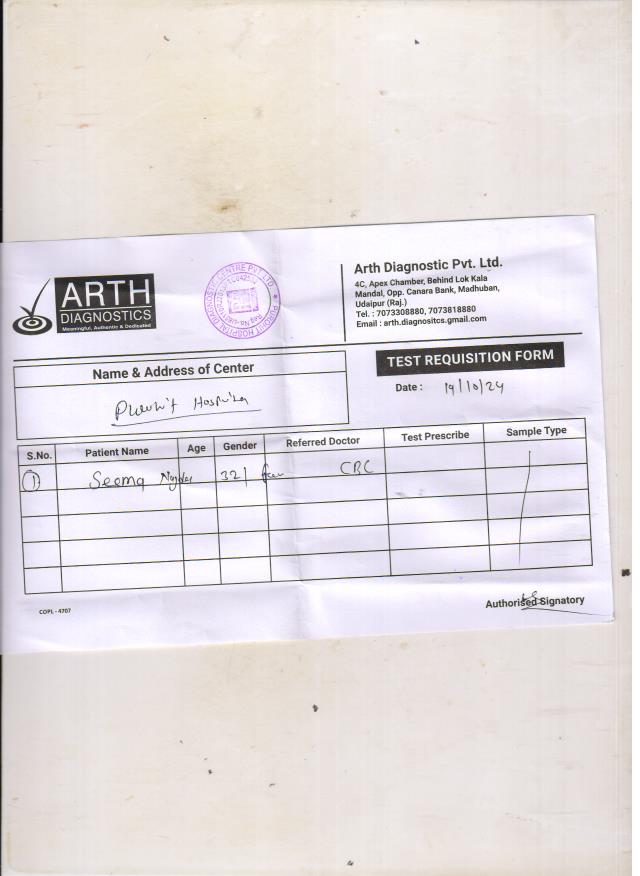 ARTH
DIAGNOSTICS
Meaningful, Authentic & Dedicated
Arth Diagnostic Pvt. Ltd.
4C, Apex Chamber, Behind Lok Kala
Mandal, Opp. Canara Bank, Madhuban,
Udaipur (Raj.)
Tel. : 7073308880, 7073818880
Email : arth.diagnositcs.gmail.com
Name & Address of Center
TEST REQUISITION FORM
Date : 19/10/24
S.No. Patient Name Age Gender Referred Doctor Test Prescribe Sample Type
1 Seema 32/ CBC
COPL - 4707
Authorised Signatory